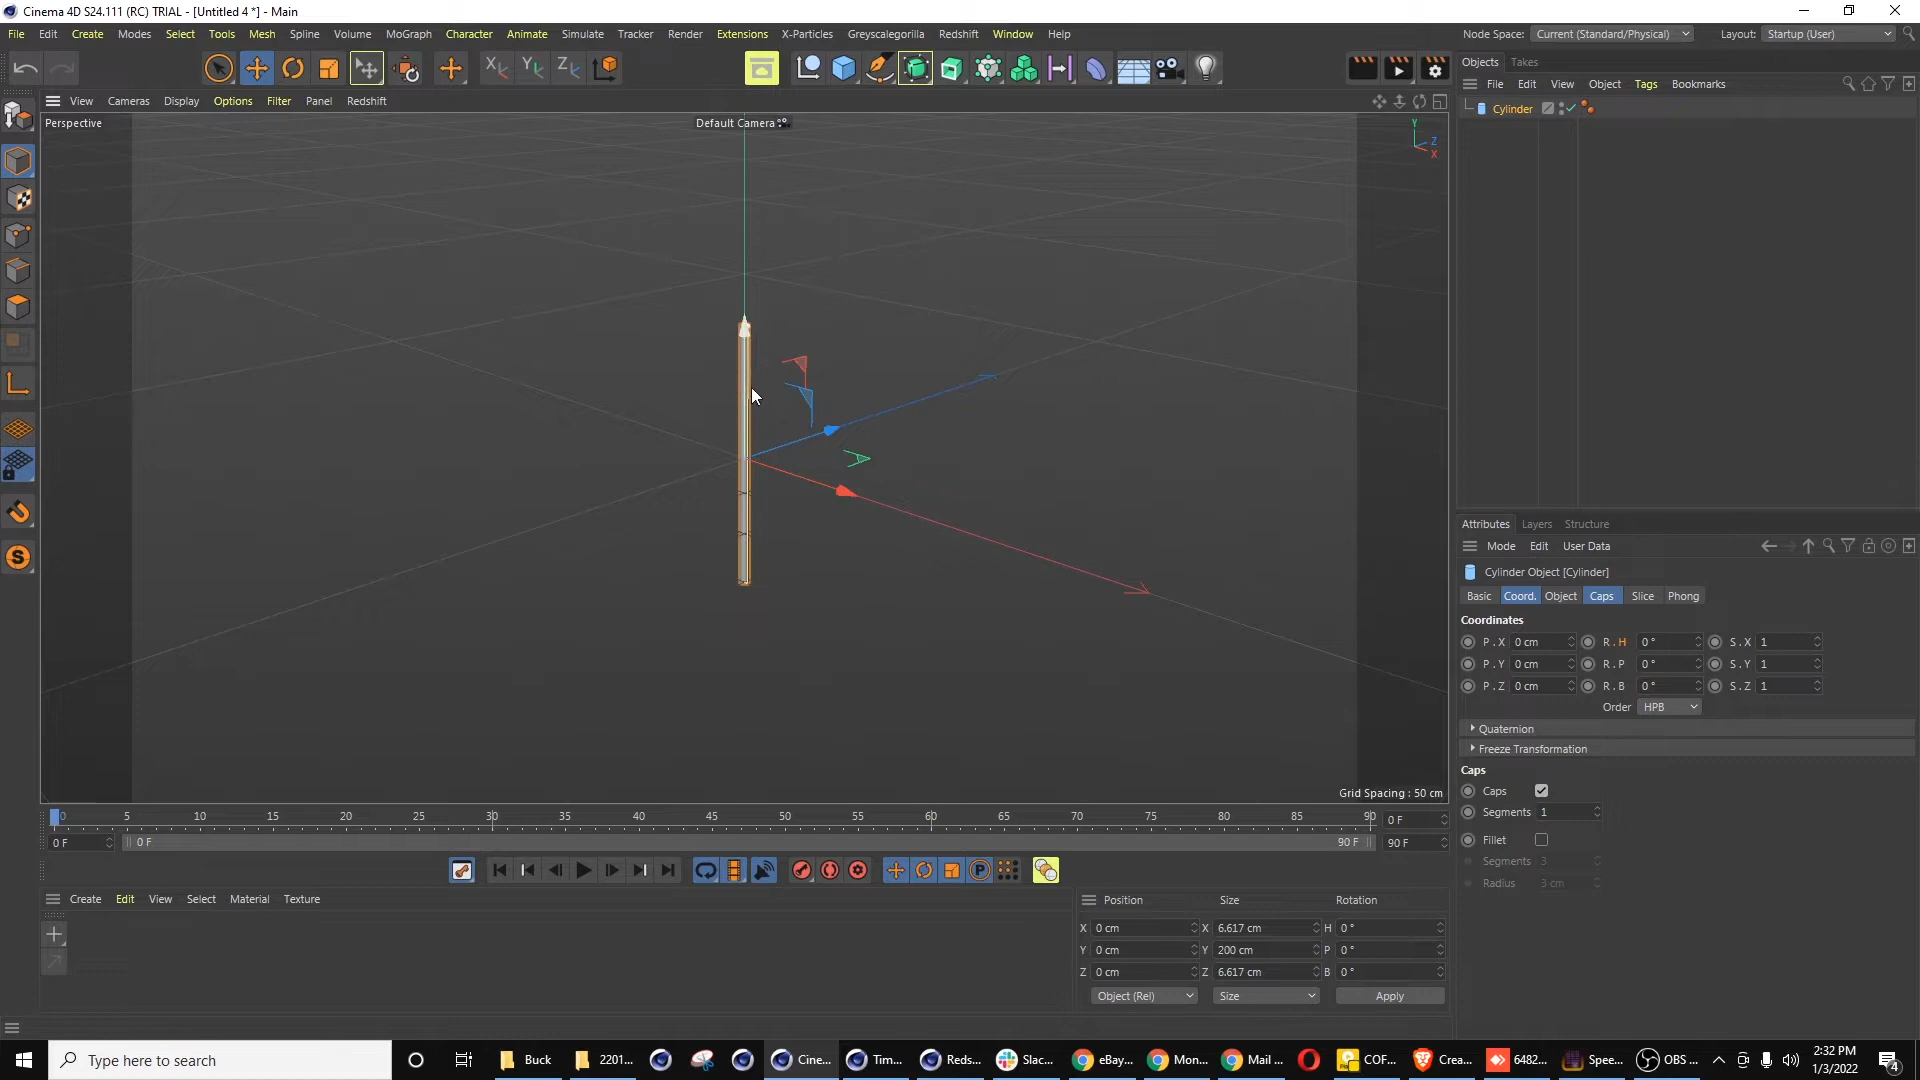 Cinema 4D S24.111 (RC) TRIAL - [Untitled 4 *] - Main
File Edit Create Modes Select Tools Mesh Spline Volume MoGraph Character Animate Simulate Tracker Render Extensions X-Particles Greyscalegorilla Redshift Window Help Node Space: Current (Standard/Physical) Layout: Startup (User)
X Y Z
Objects Takes
File Edit View Object Tags Bookmarks
View Cameras Display Options Filter Panel Redshift
Cylinder
Perspective
Default Camera
Y
Z
X
Attributes Layers Structure
Mode Edit User Data
Cylinder Object [Cylinder]
Basic Coord. Object Caps Slice Phong
Coordinates
P . X 0 cm R . H 0 ° S . X 1
P . Y 0 cm R . P 0 ° S . Y 1
P . Z 0 cm R . B 0 ° S . Z 1
Order HPB
Quaternion
Freeze Transformation
Caps
Caps
Segments 1
Fillet
Segments 3
Radius 3 cm
Grid Spacing : 50 cm
0 5 10 15 20 25 30 35 40 45 50 55 60 65 70 75 80 85 90 0 F
0 F 0 F 90 F 90 F
P
Create Edit View Select Material Texture
Position Size Rotation
X 0 cm X 6.617 cm H 0 °
Y 0 cm Y 200 cm P 0 °
Z 0 cm Z 6.617 cm B 0 °
Object (Rel) Size Apply
Type here to search
Buck 2201... Cine... Tim... Reds... Slac... eBay... Mon... Mail ... COF... Crea... 6482... Spee... OBS ...
2:32 PM
1/3/2022
4